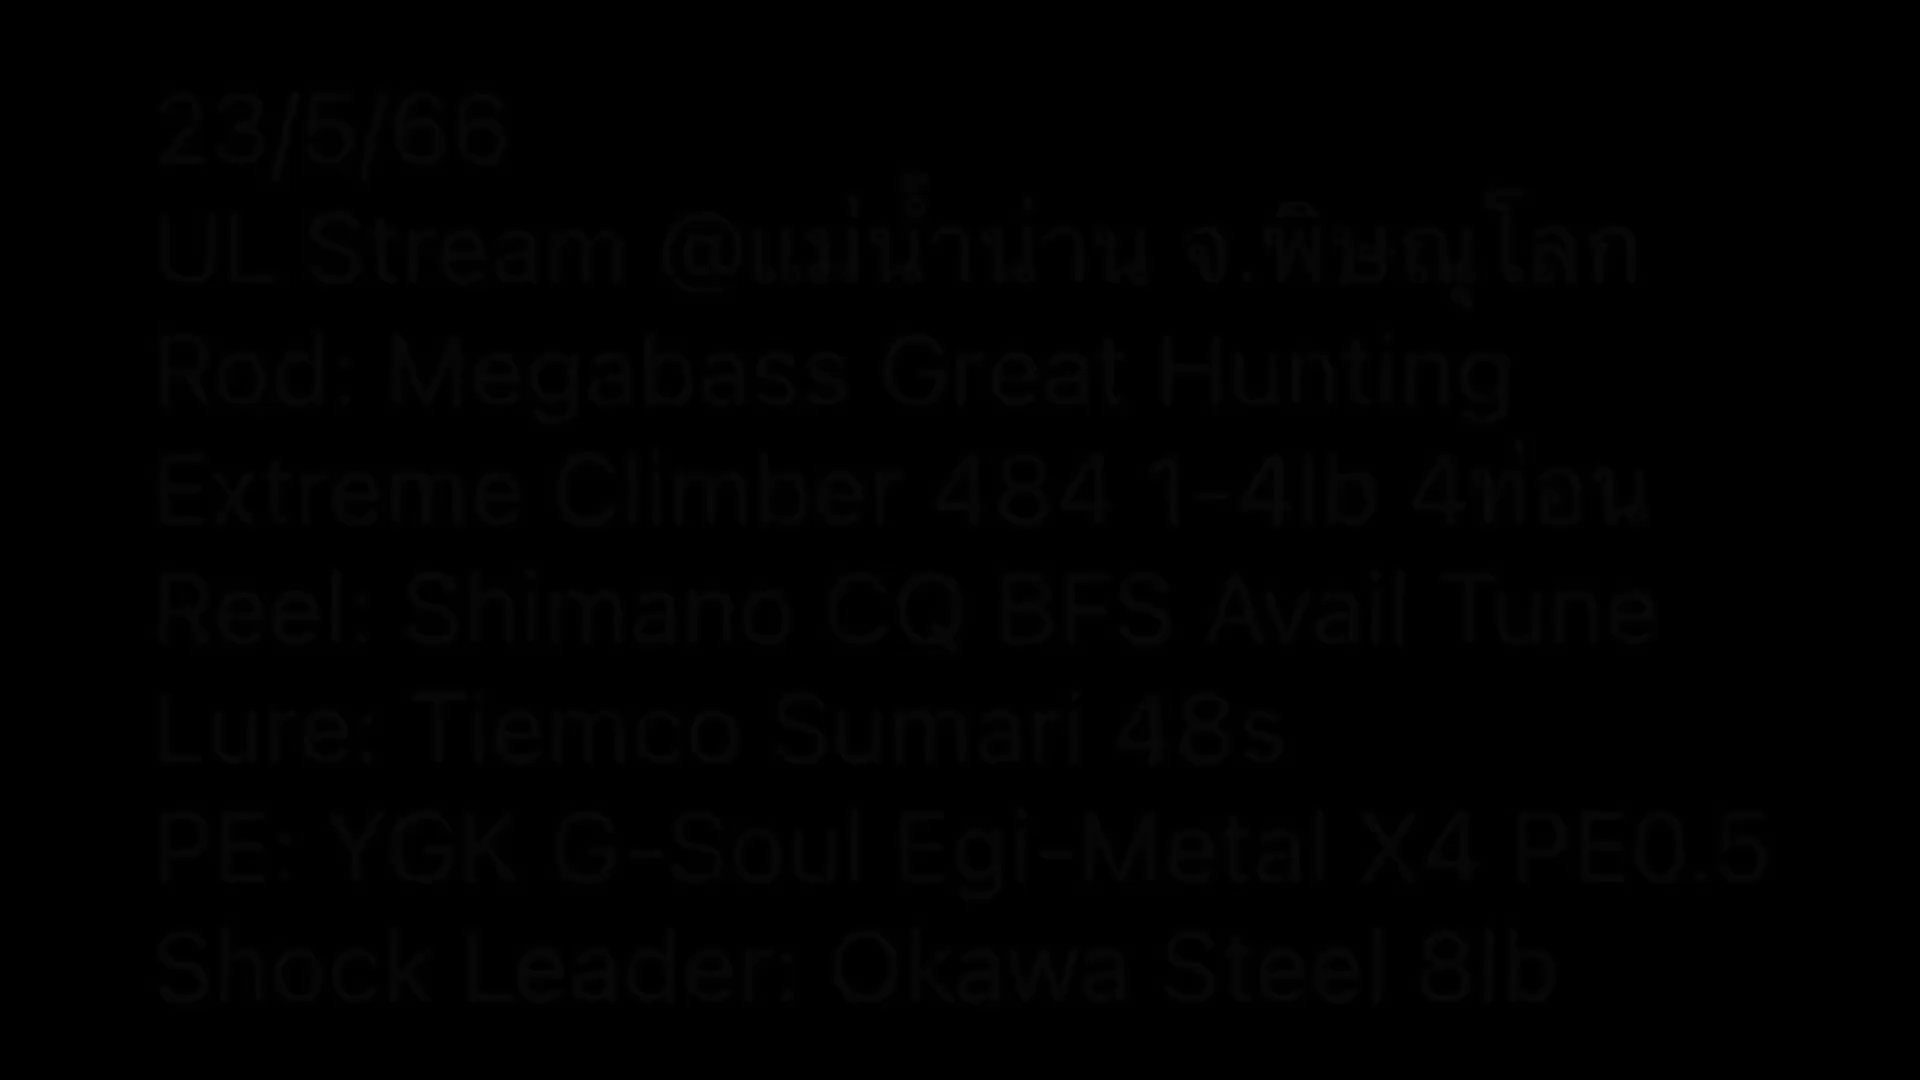 23/5/66
UL Stream @แม่น้ำน่าน จ.พิษณุโลก
Rod: Megabass Great Hunting
Extreme Climber 484 1-4lb 4ท่อน
Reel: Shimano CQ BFS Avail Tune
Lure: Tiemco Sumari 48s
PE: YGK G-Soul Egi-Metal X4 PE0.5
Shock Leader: Okawa Steel 8lb